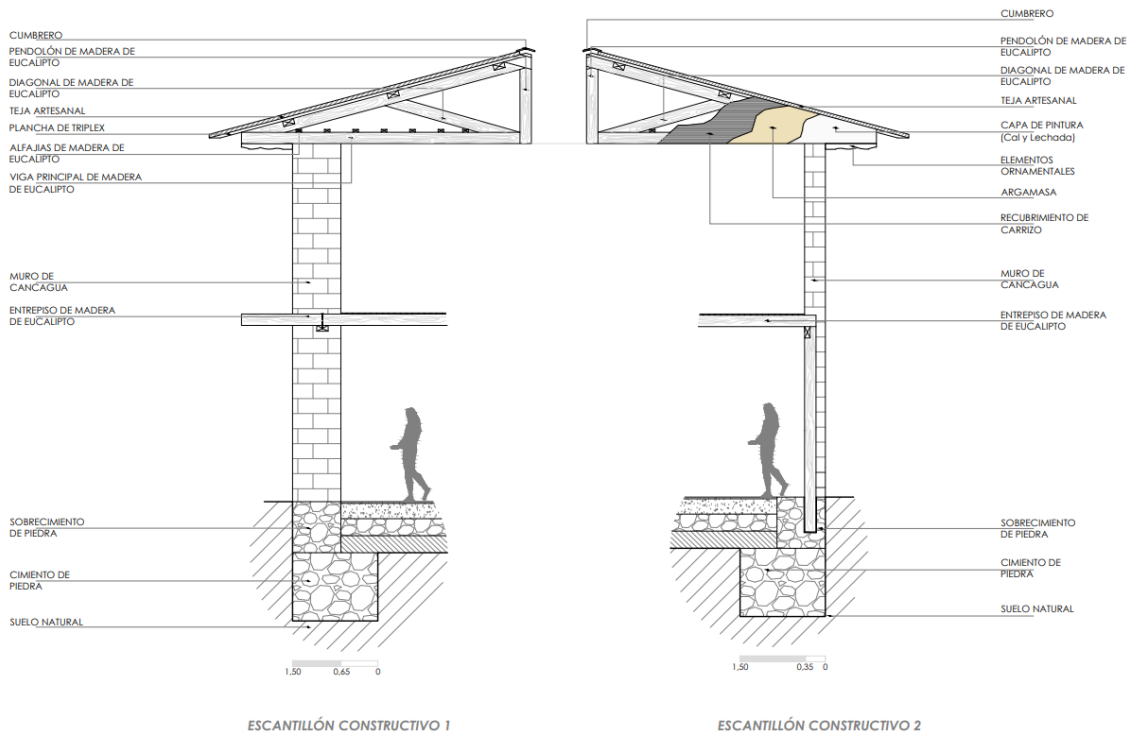 CUMBRERO
PENDOLÓN DE MADERA DE
EUCALIPTO
DIAGONAL DE MADERA DE
EUCALIPTO
TEJA ARTESANAL
PLANCHA DE TRIPLEX
ALFAJIAS DE MADERA DE
EUCALIPTO
VIGA PRINCIPAL DE MADERA
DE EUCALIPTO
MURO DE
CANCAGUA
ENTREPISO DE MADERA
DE EUCALIPTO
SOBRECIMIENTO
DE PIEDRA
CIMIENTO DE
PIEDRA
SUELO NATURAL
1,50 0,65 0
ESCANTILLÓN CONSTRUCTIVO 1
CUMBRERO
PENDOLÓN DE MADERA DE
EUCALIPTO
DIAGONAL DE MADERA DE
EUCALIPTO
TEJA ARTESANAL
CAPA DE PINTURA
(Cal y Lechada)
ELEMENTOS
ORNAMENTALES
ARGAMASA
RECUBRIMIENTO DE
CARRIZO
MURO DE
CANCAGUA
ENTREPISO DE MADERA
DE EUCALIPTO
SOBRECIMIENTO
DE PIEDRA
CIMIENTO DE
PIEDRA
SUELO NATURAL
1,50 0,35 0
ESCANTILLÓN CONSTRUCTIVO 2